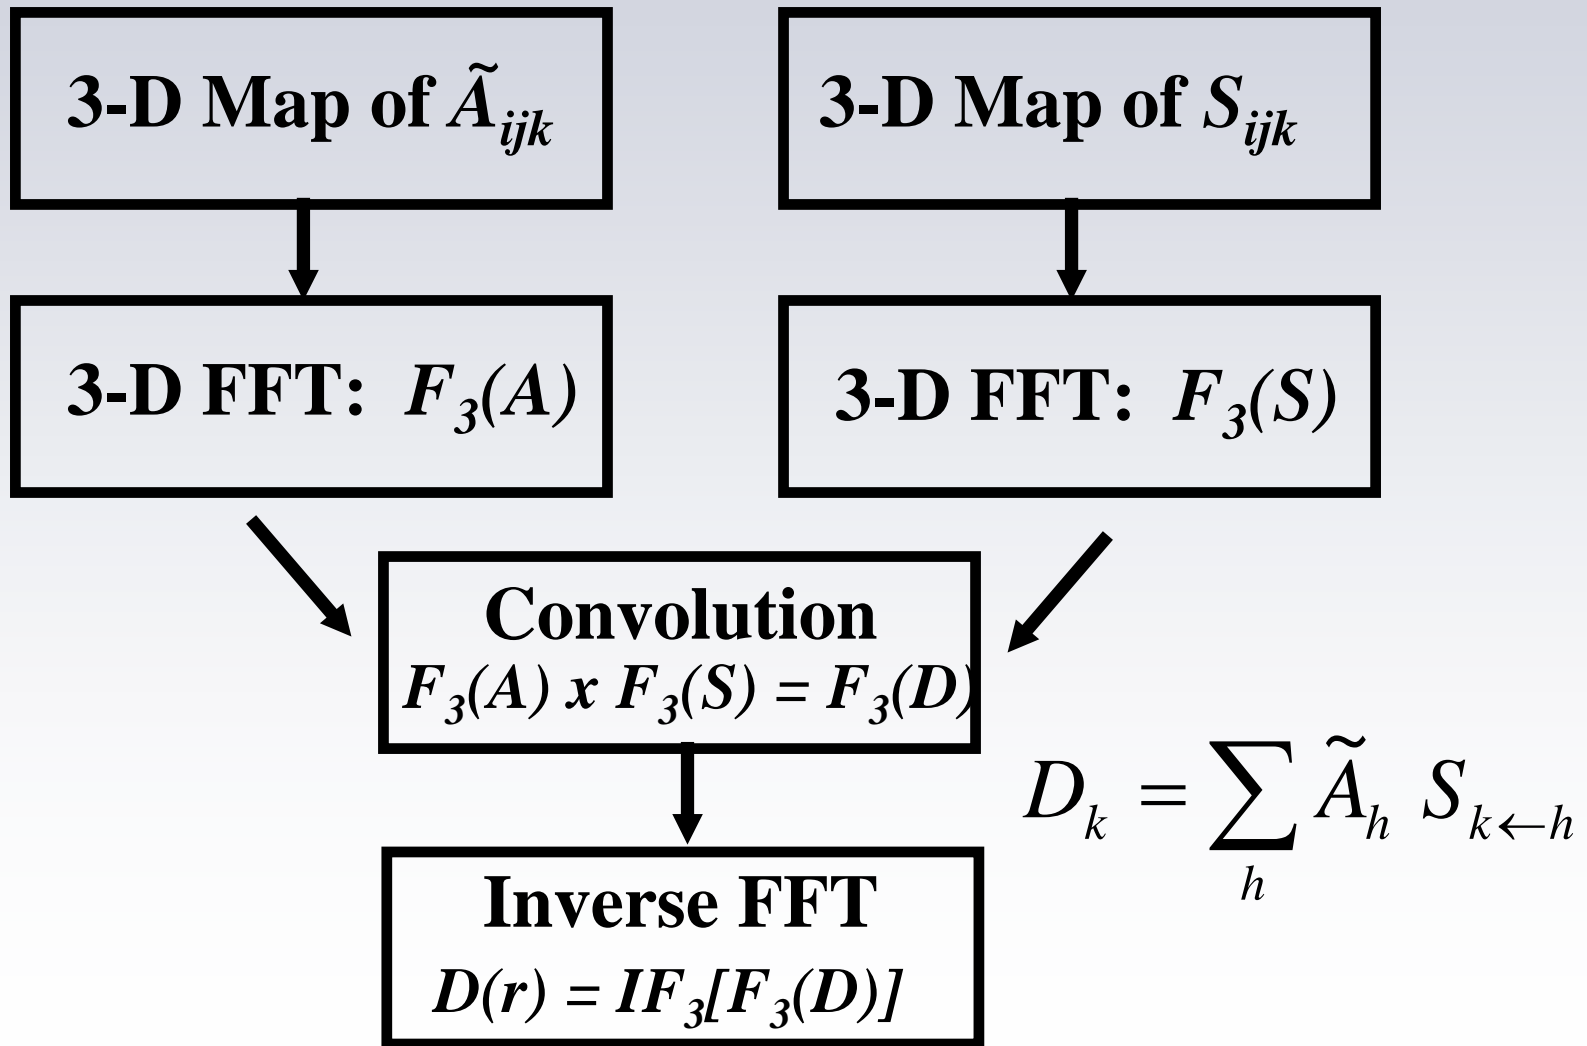 3-D Map of Ã_ijk
3-D Map of S_ijk
3-D FFT: F_3(A)
3-D FFT: F_3(S)
Convolution
F_3(A) x F_3(S) = F_3(D)
D_k = ∑_h Ã_h S_k←h
Inverse FFT
D(r) = IF_3[F_3(D)]